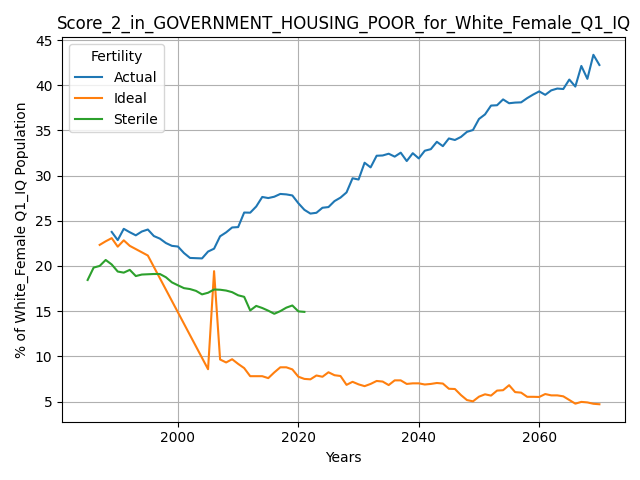 Score_2_in_GOVERNMENT_HOUSING_POOR_for_White_Female_Q1_IQ
Fertility
Actual
Ideal
Sterile
% of White_Female Q1_IQ Population
45
40
35
30
25
20
15
10
5
2000
2020
2040
2060
Years